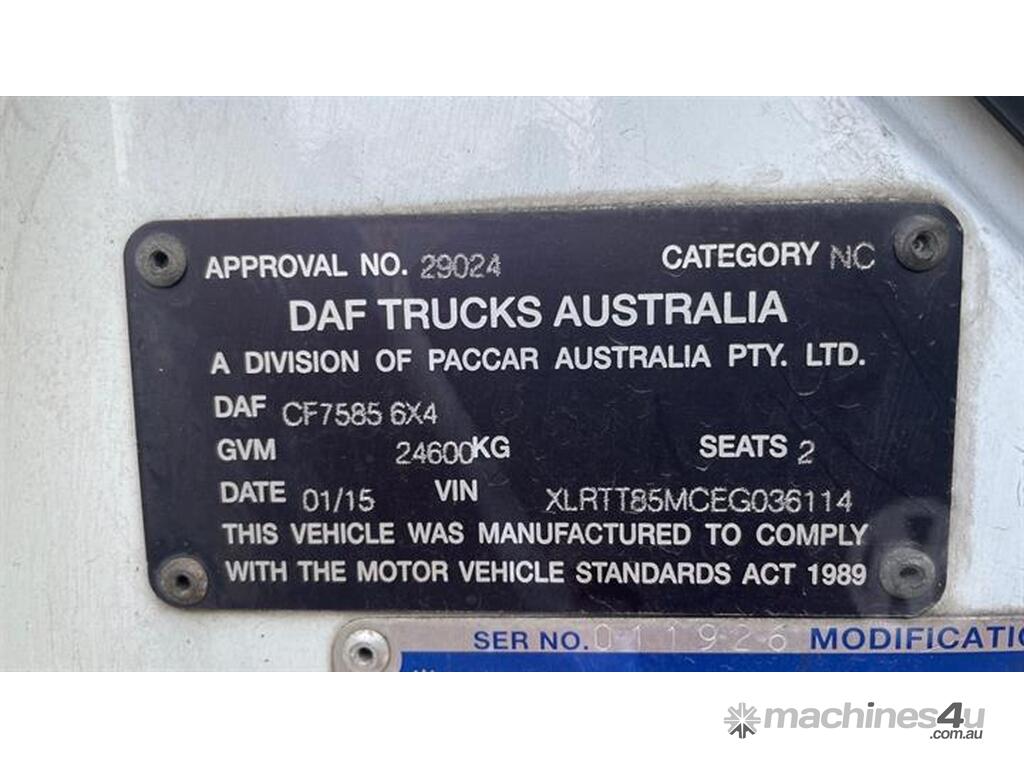 APPROVAL NO. 29024 CATEGORY NC
DAF TRUCKS AUSTRALIA
A DIVISION OF PACCAR AUSTRALIA PTY. LTD.
DAF CF7585 6X4
GVM 24600KG SEATS 2
DATE 01/15 VIN XLRTT85MCEG036114
THIS VEHICLE WAS MANUFACTURED TO COMPLY
WITH THE MOTOR VEHICLE STANDARDS ACT 1989
SER NO. 011926 MODIFICATIO
machines4u
.com.au